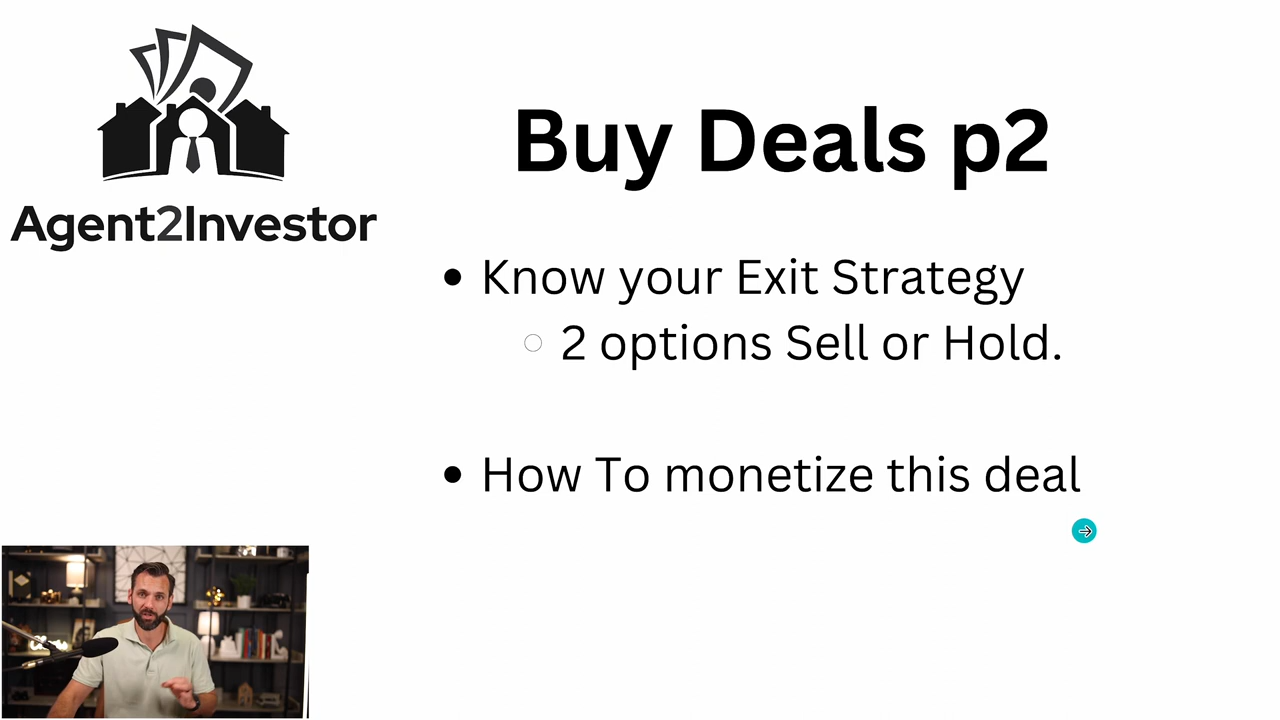 Agent2Investor
Buy Deals p2
Know your Exit Strategy
2 options Sell or Hold.
How To monetize this deal